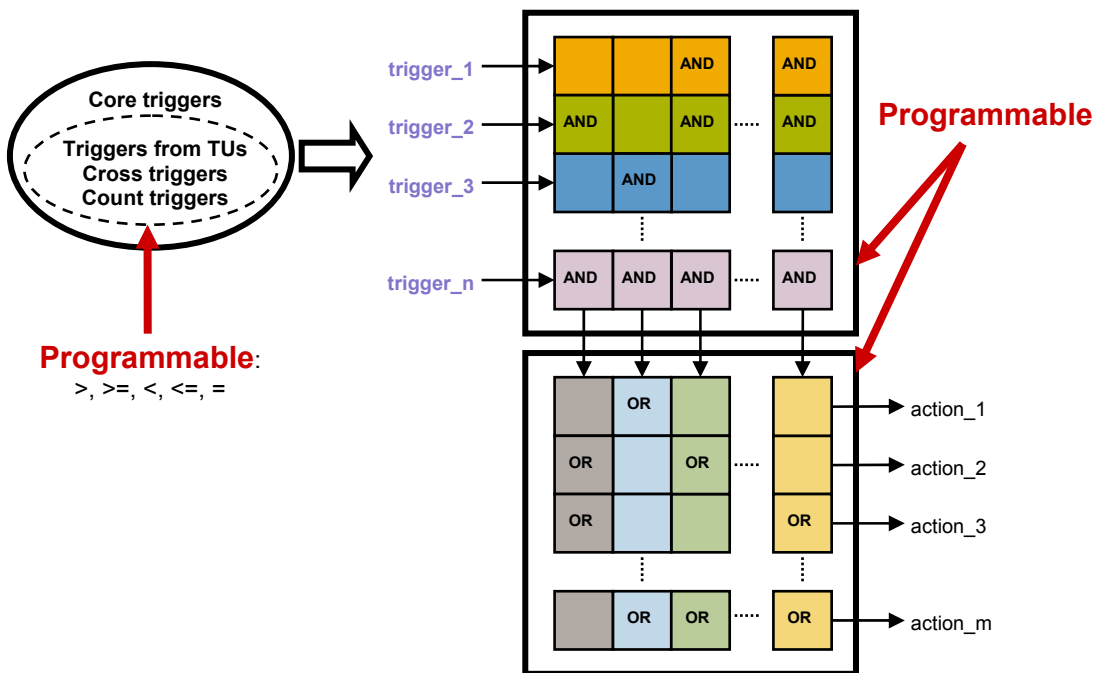 Core triggers
Triggers from TUs
Cross triggers
Count triggers
Programmable:
>, >=, <, <=, =
trigger_1 AND AND
trigger_2 AND AND ..... AND
trigger_3 AND
trigger_n AND AND AND ..... AND
Programmable
OR action_1
OR OR ..... action_2
OR OR action_3
OR OR ..... OR action_m